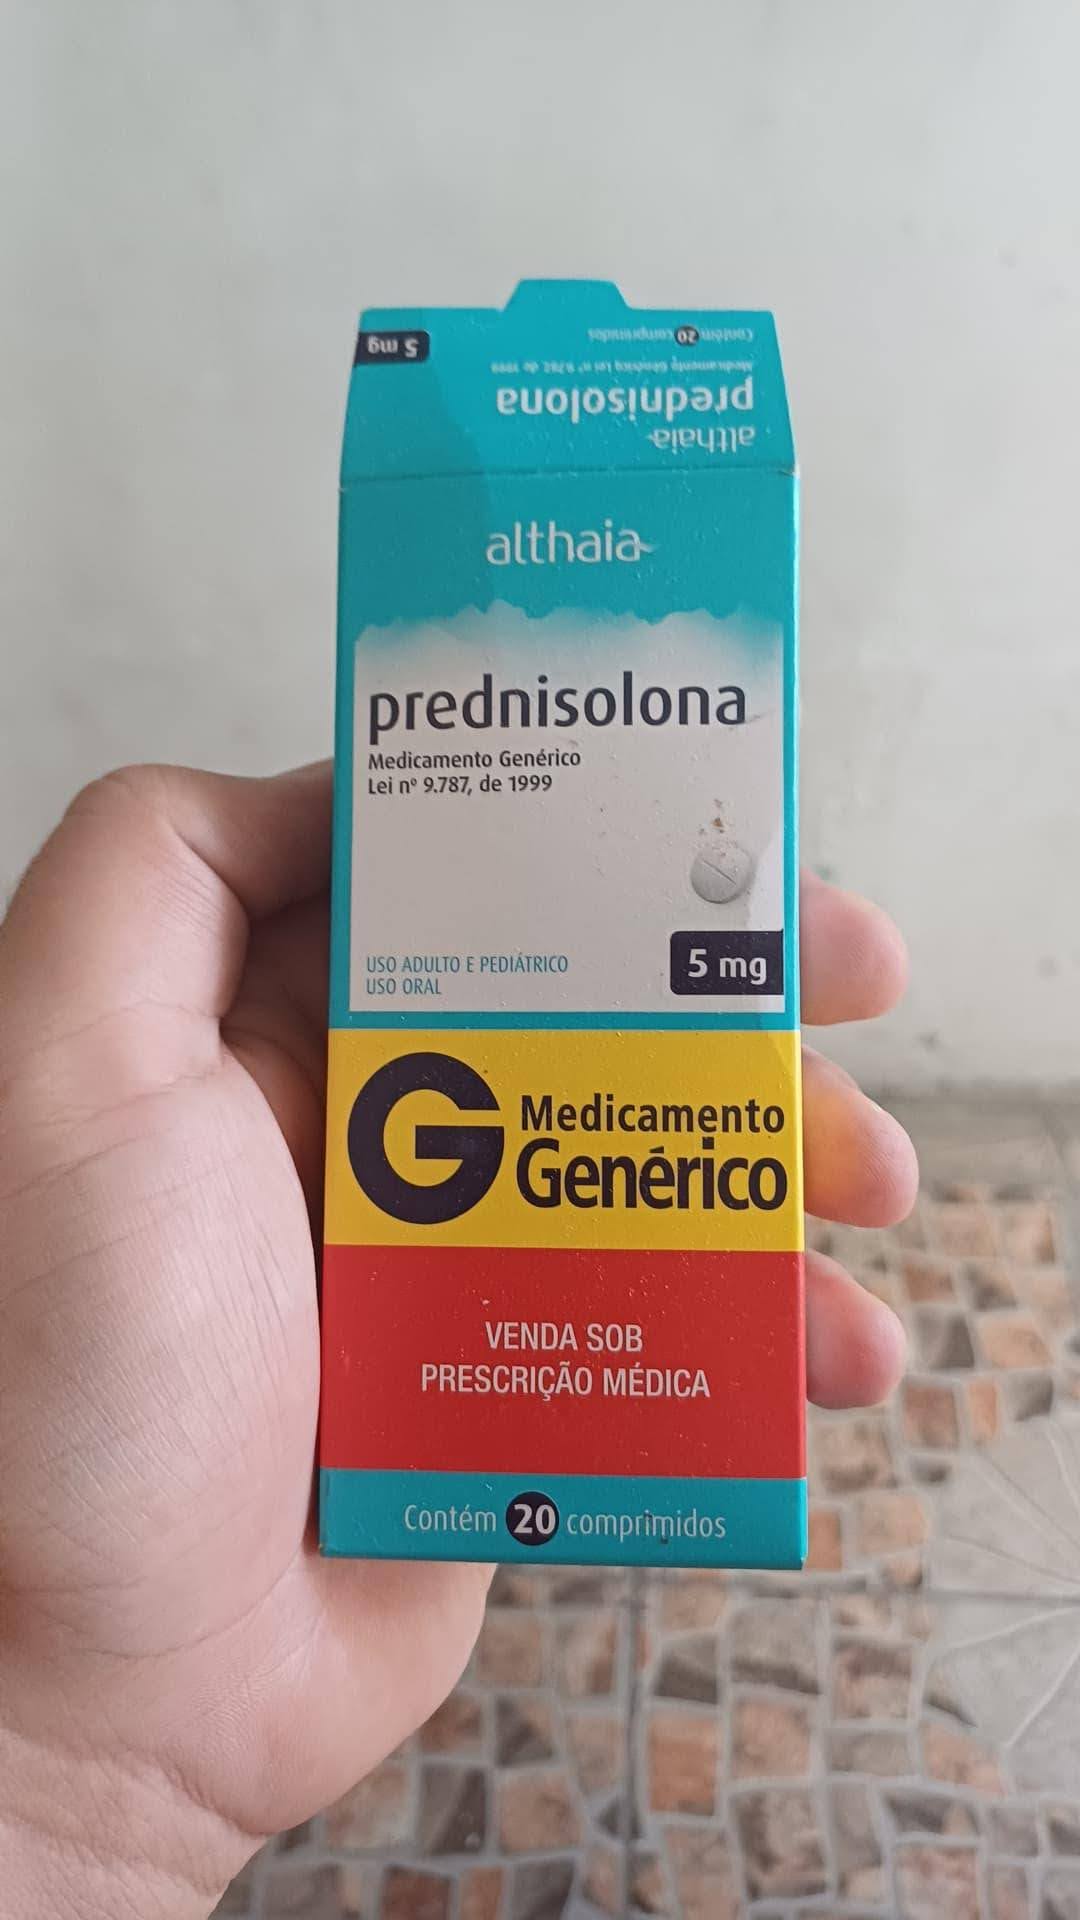 Contém 20 comprimidos
5 mg
Medicamento Genérico Lei nº 9.787, de 1999
prednisolona
althaia
althaia
prednisolona
Medicamento Genérico
Lei nº 9.787, de 1999
USO ADULTO E PEDIÁTRICO
USO ORAL
5 mg
G Medicamento
Genérico
VENDA SOB
PRESCRIÇÃO MÉDICA
Contém 20 comprimidos